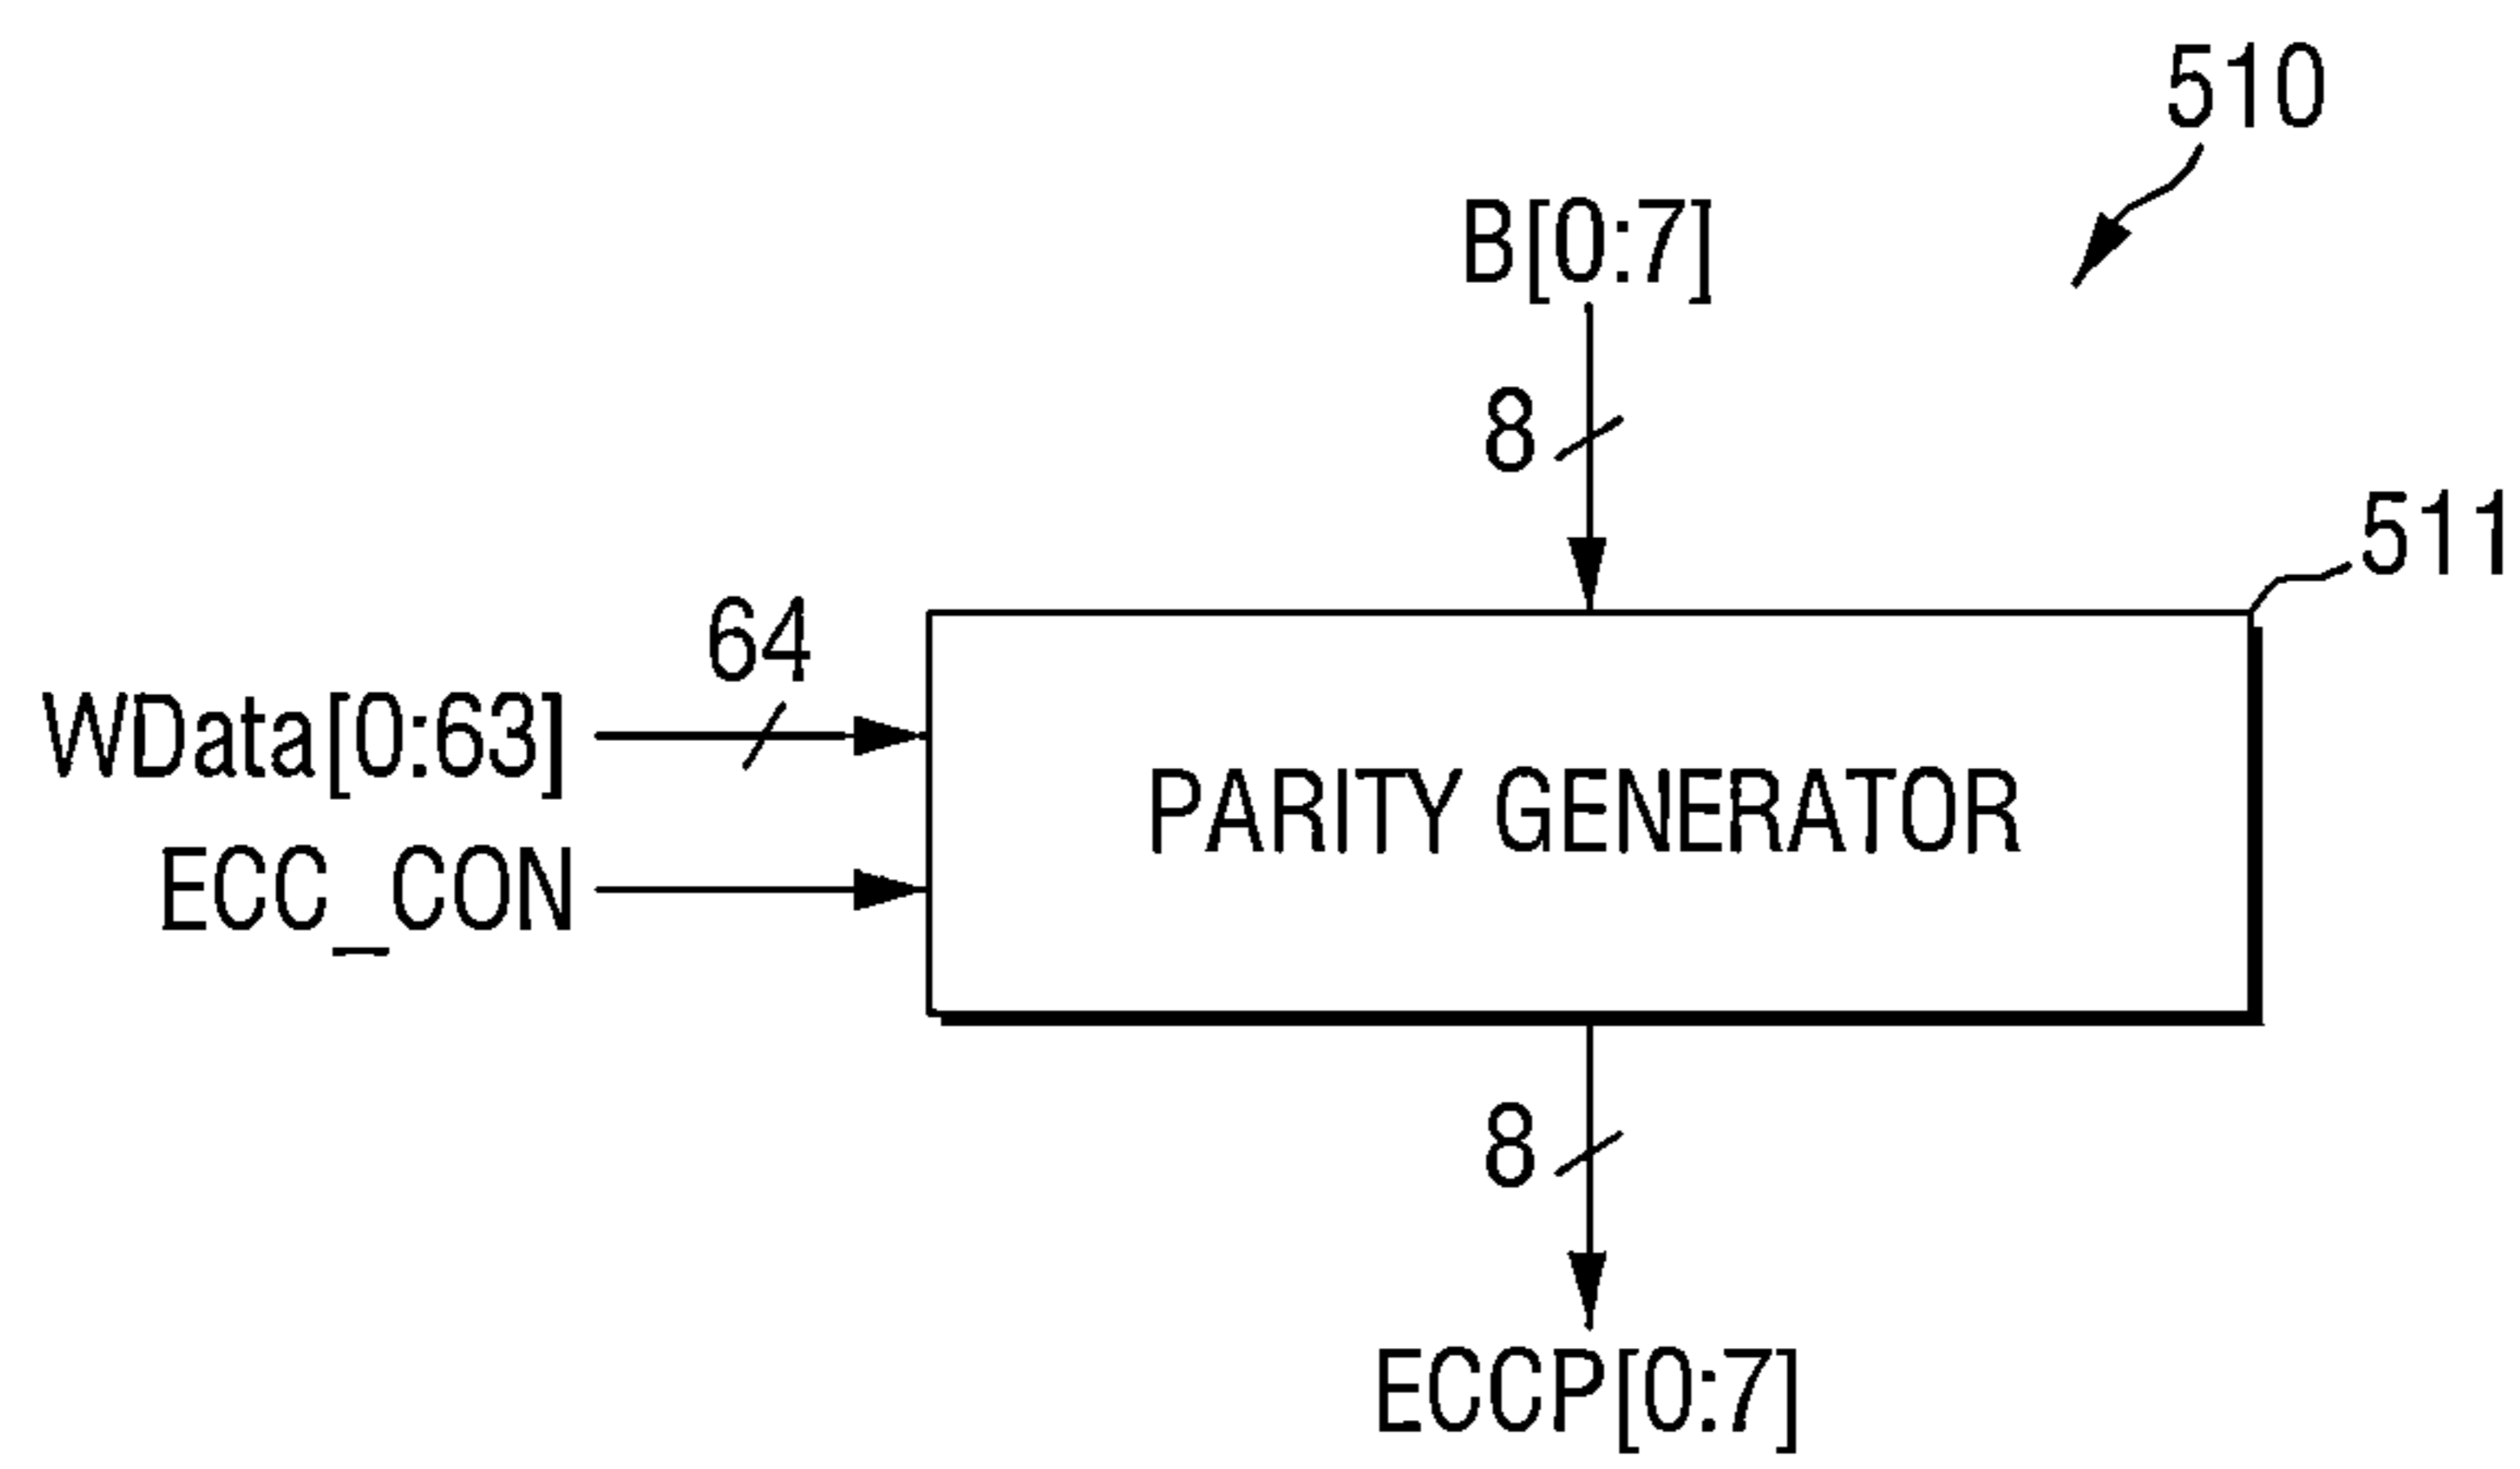 510
B[0:7]
8
511
64
WData[0:63]
PARITY GENERATOR
ECC_CON
8
ECCP[0:7]